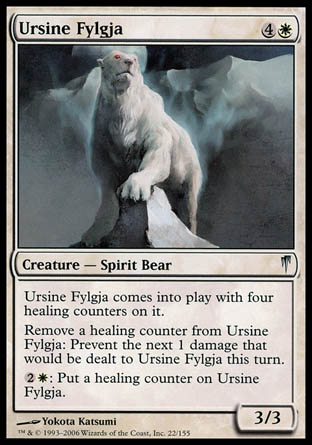 Ursine Fylgja 4
Creature — Spirit Bear
Ursine Fylgja comes into play with four
healing counters on it.
Remove a healing counter from Ursine
Fylgja: Prevent the next 1 damage that
would be dealt to Ursine Fylgja this turn.
2 : Put a healing counter on Ursine
Fylgja.
Yokota Katsumi
™ & © 1993–2006 Wizards of the Coast, Inc. 22/155
3/3